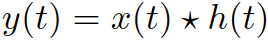 y(t) = x(t) ⋆ h(t)